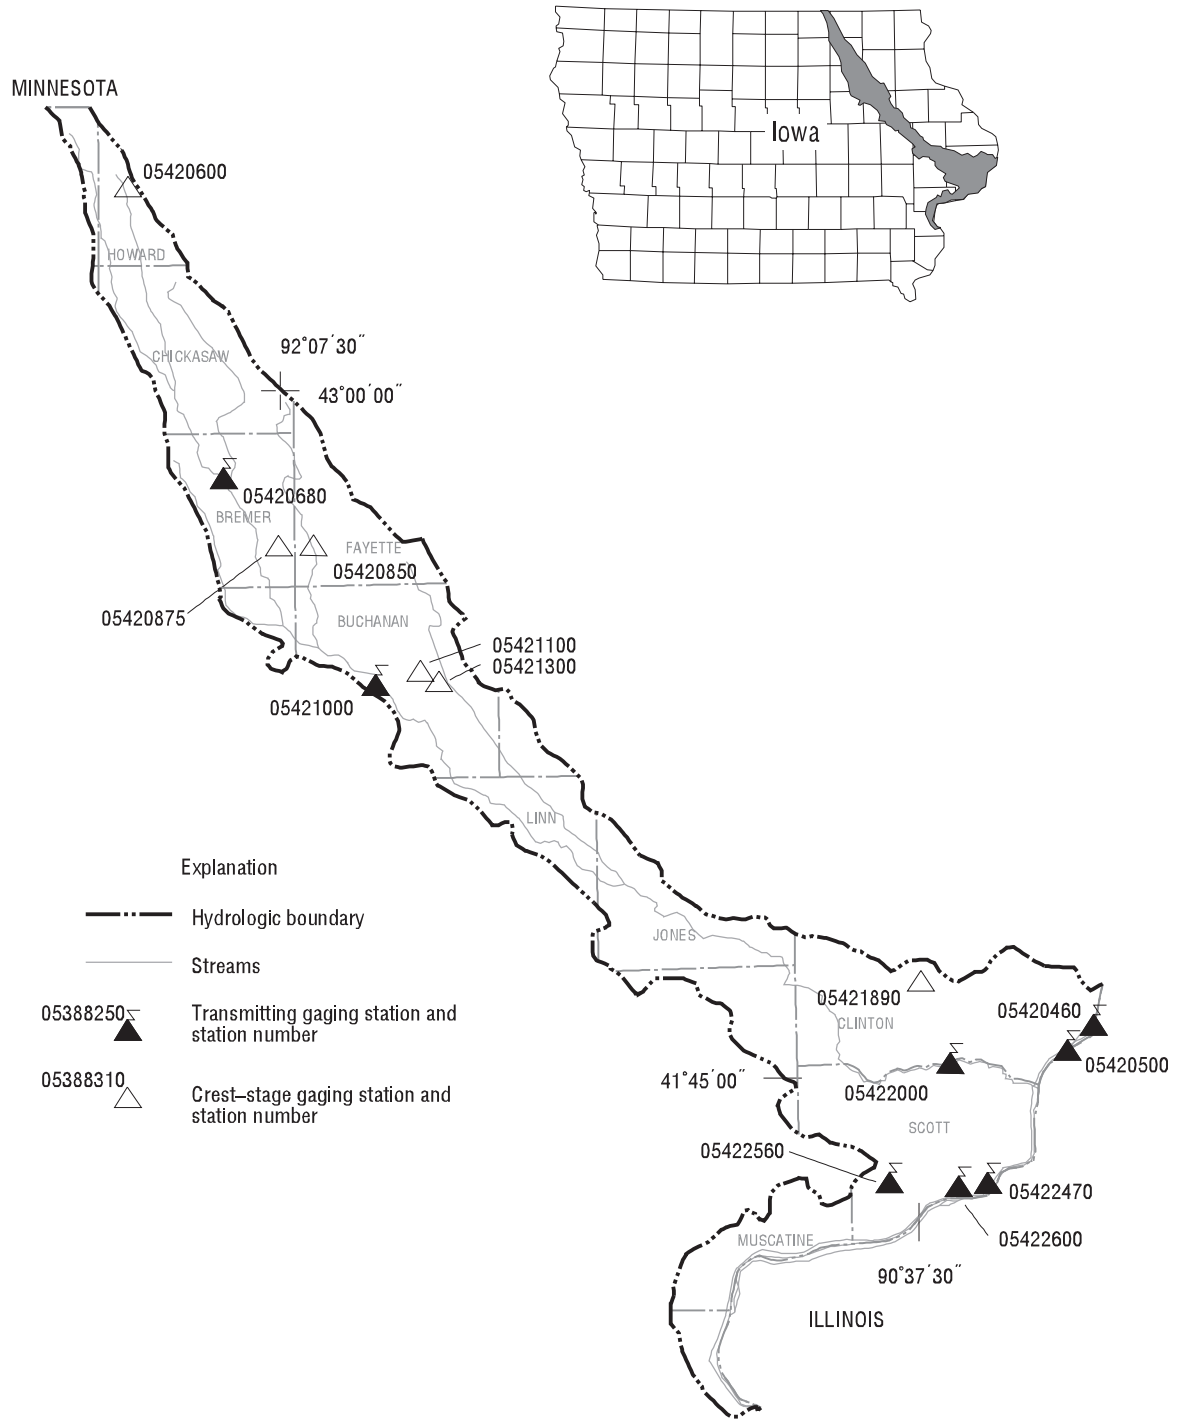 MINNESOTA
Iowa
05420600
HOWARD
CHICKASAW
92°07′30″
43°00′00″
05420680
BREMER
FAYETTE
05420850
05420875
BUCHANAN
05421100
05421300
05421000
LINN
Explanation
Hydrologic boundary
Streams
05388250
Transmitting gaging station and
station number
05388310
Crest–stage gaging station and
station number
JONES
05421890
CLINTON
05420460
05420500
41°45′00″
05422000
SCOTT
05422560
05422470
05422600
MUSCATINE
90°37′30″
ILLINOIS